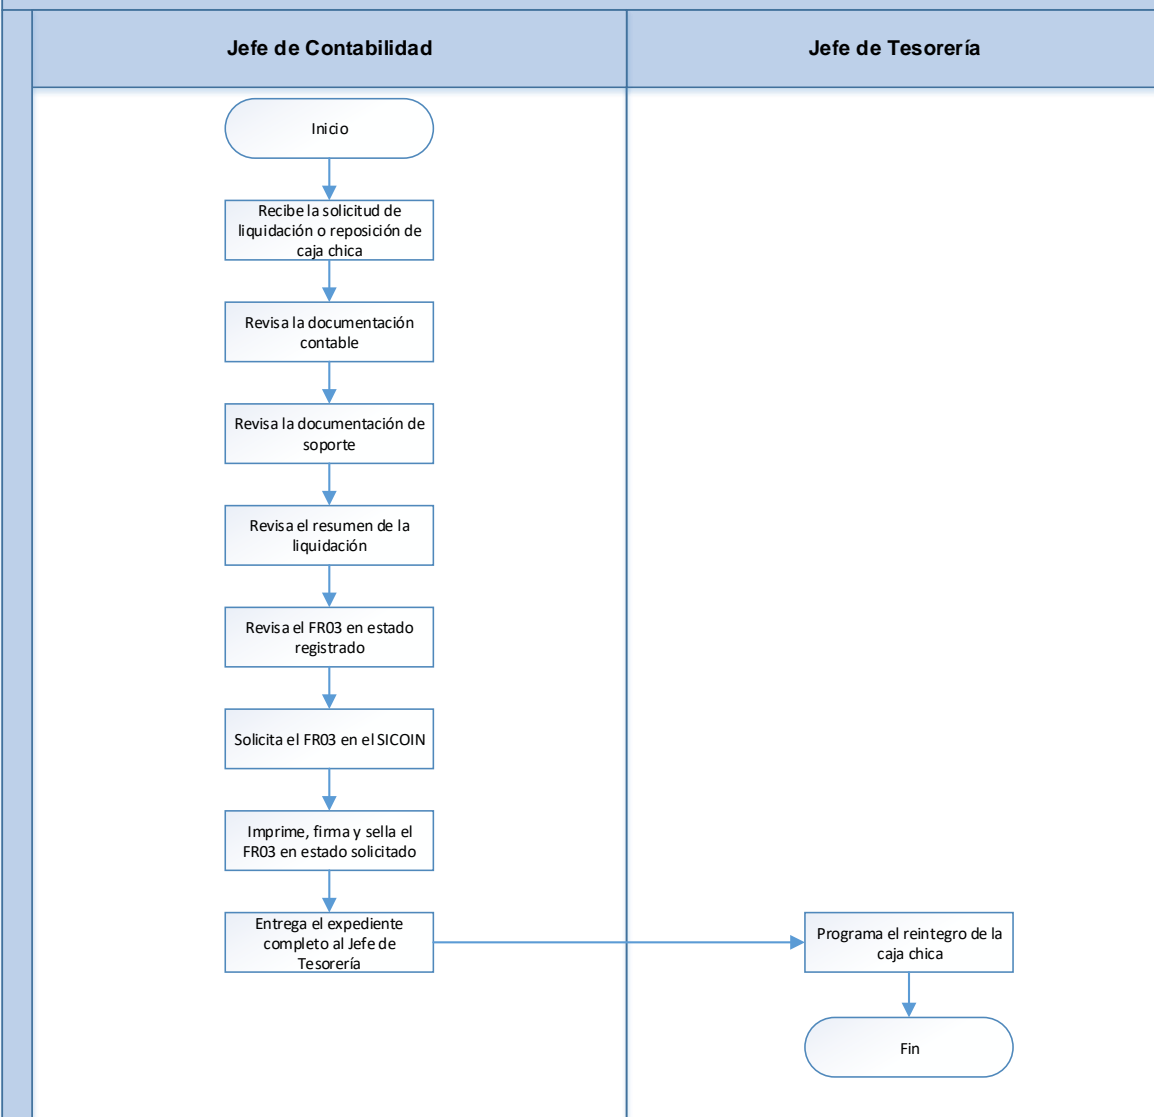 Jefe de Contabilidad
Jefe de Tesorería
Inicio
Recibe la solicitud de
liquidación o reposición de
caja chica
Revisa la documentación
contable
Revisa la documentación de
soporte
Revisa el resumen de la
liquidación
Revisa el FR03 en estado
registrado
Solicita el FR03 en el SICOIN
Imprime, firma y sella el
FR03 en estado solicitado
Entrega el expediente
completo al Jefe de
Tesorería
Programa el reintegro de la
caja chica
Fin